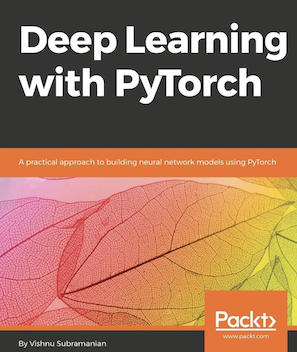 Deep Learning
with PyTorch
A practical approach to building neural network models using PyTorch
Packt>
www.packt.com
By Vishnu Subramanian